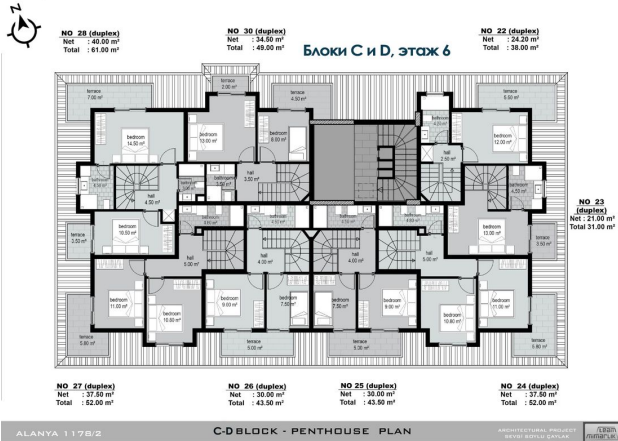 N
NO 28 (duplex)
Net : 40.00 m²
Total : 61.00 m²
NO 30 (duplex)
Net : 34.50 m²
Total : 49.00 m²
Блоки С и D, этаж 6
NO 22 (duplex)
Net : 24.20 m²
Total : 38.00 m²
terrace
7.00 m²
terrace
2.00 m²
terrace
4.50 m²
terrace
bedroom
14.50 m²
bedroom
13.00 m²
bedroom
bathroom
bedroom
12.00 m²
hall
2.50 m²
hall
4.50 m²
bathroom
3.50 m²
hall
3.50 m²
bathroom
4.50 m²
NO 23
(duplex)
Net : 21.00 m²
Total 31.00 m²
terrace
3.50 m²
bedroom
bedroom
13.00 m²
terrace
3.50 m²
hall
5.00 m²
hall
4.00 m²
hall
4.00 m²
hall
5.00 m²
bedroom
11.00 m²
bedroom
10.80 m²
bedroom
9.00 m²
bedroom
7.50 m²
bedroom
7.50 m²
bedroom
9.00 m²
bedroom
10.80 m²
bedroom
11.00 m²
terrace
5.80 m²
terrace
5.00 m²
terrace
5.00 m²
terrace
5.80 m²
NO 27 (duplex)
Net : 37.50 m²
Total : 52.00 m²
NO 26 (duplex)
Net : 30.00 m²
Total : 43.50 m²
NO 25 (duplex)
Net : 30.00 m²
Total : 43.50 m²
NO 24 (duplex)
Net : 37.50 m²
Total : 52.00 m²
ALANYA 1178/2
C-D BLOCK - PENTHOUSE PLAN
ARCHITECTURAL PROJECT